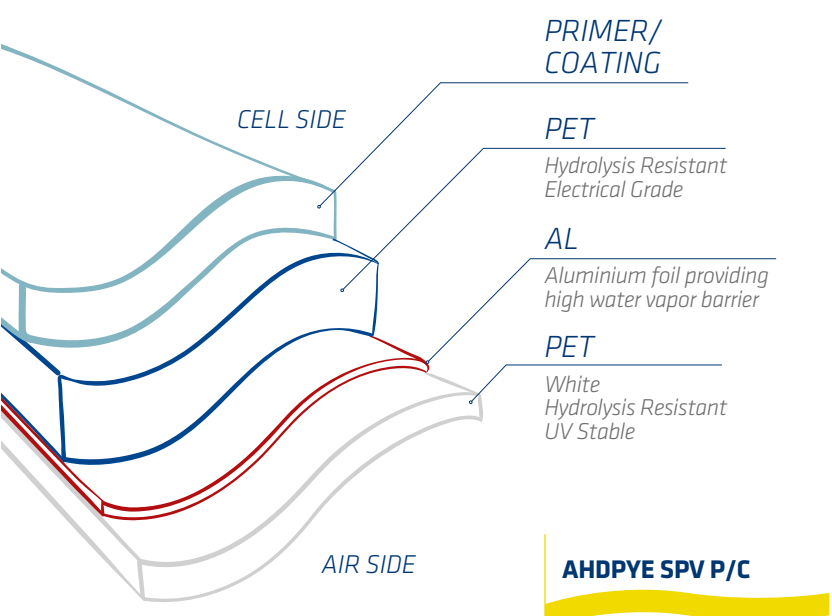 PRIMER/
COATING
CELL SIDE
PET
Hydrolysis Resistant
Electrical Grade
AL
Aluminium foil providing
high water vapor barrier
PET
White
Hydrolysis Resistant
UV Stable
AIR SIDE
AHDPYE SPV P/C